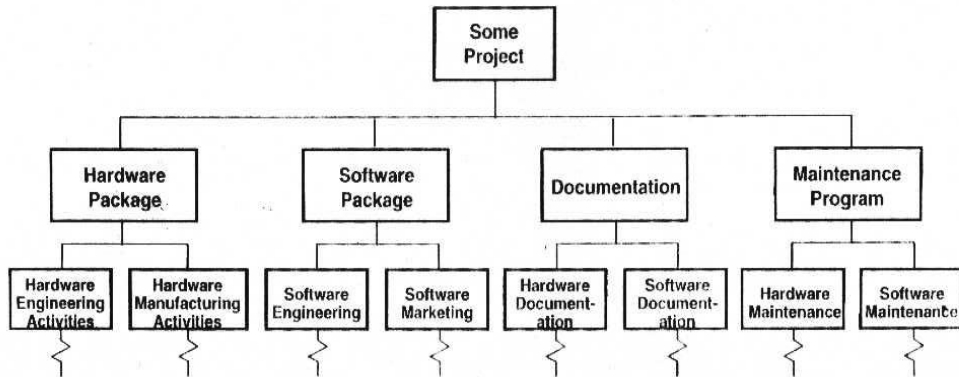 Some
Project
Hardware
Package
Software
Package
Documentation
Maintenance
Program
Hardware
Engineering
Activities
Hardware
Manufacturing
Activities
Software
Engineering
Software
Marketing
Hardware
Document-
ation
Software
Document-
ation
Hardware
Maintenance
Software
Maintenance